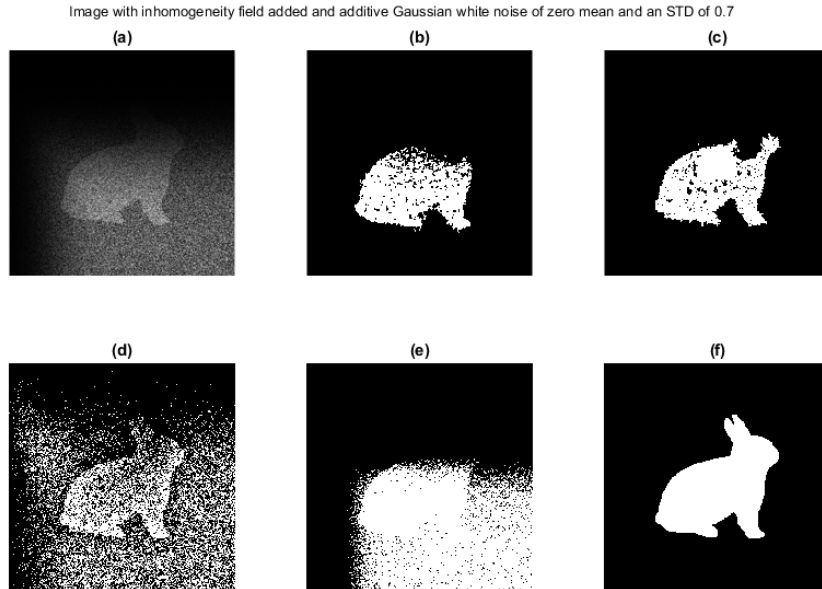 Image with inhomogeneity field added and additive Gaussian white noise of zero mean and an STD of 0.7
(a)
(b)
(c)
(d)
(e)
(f)